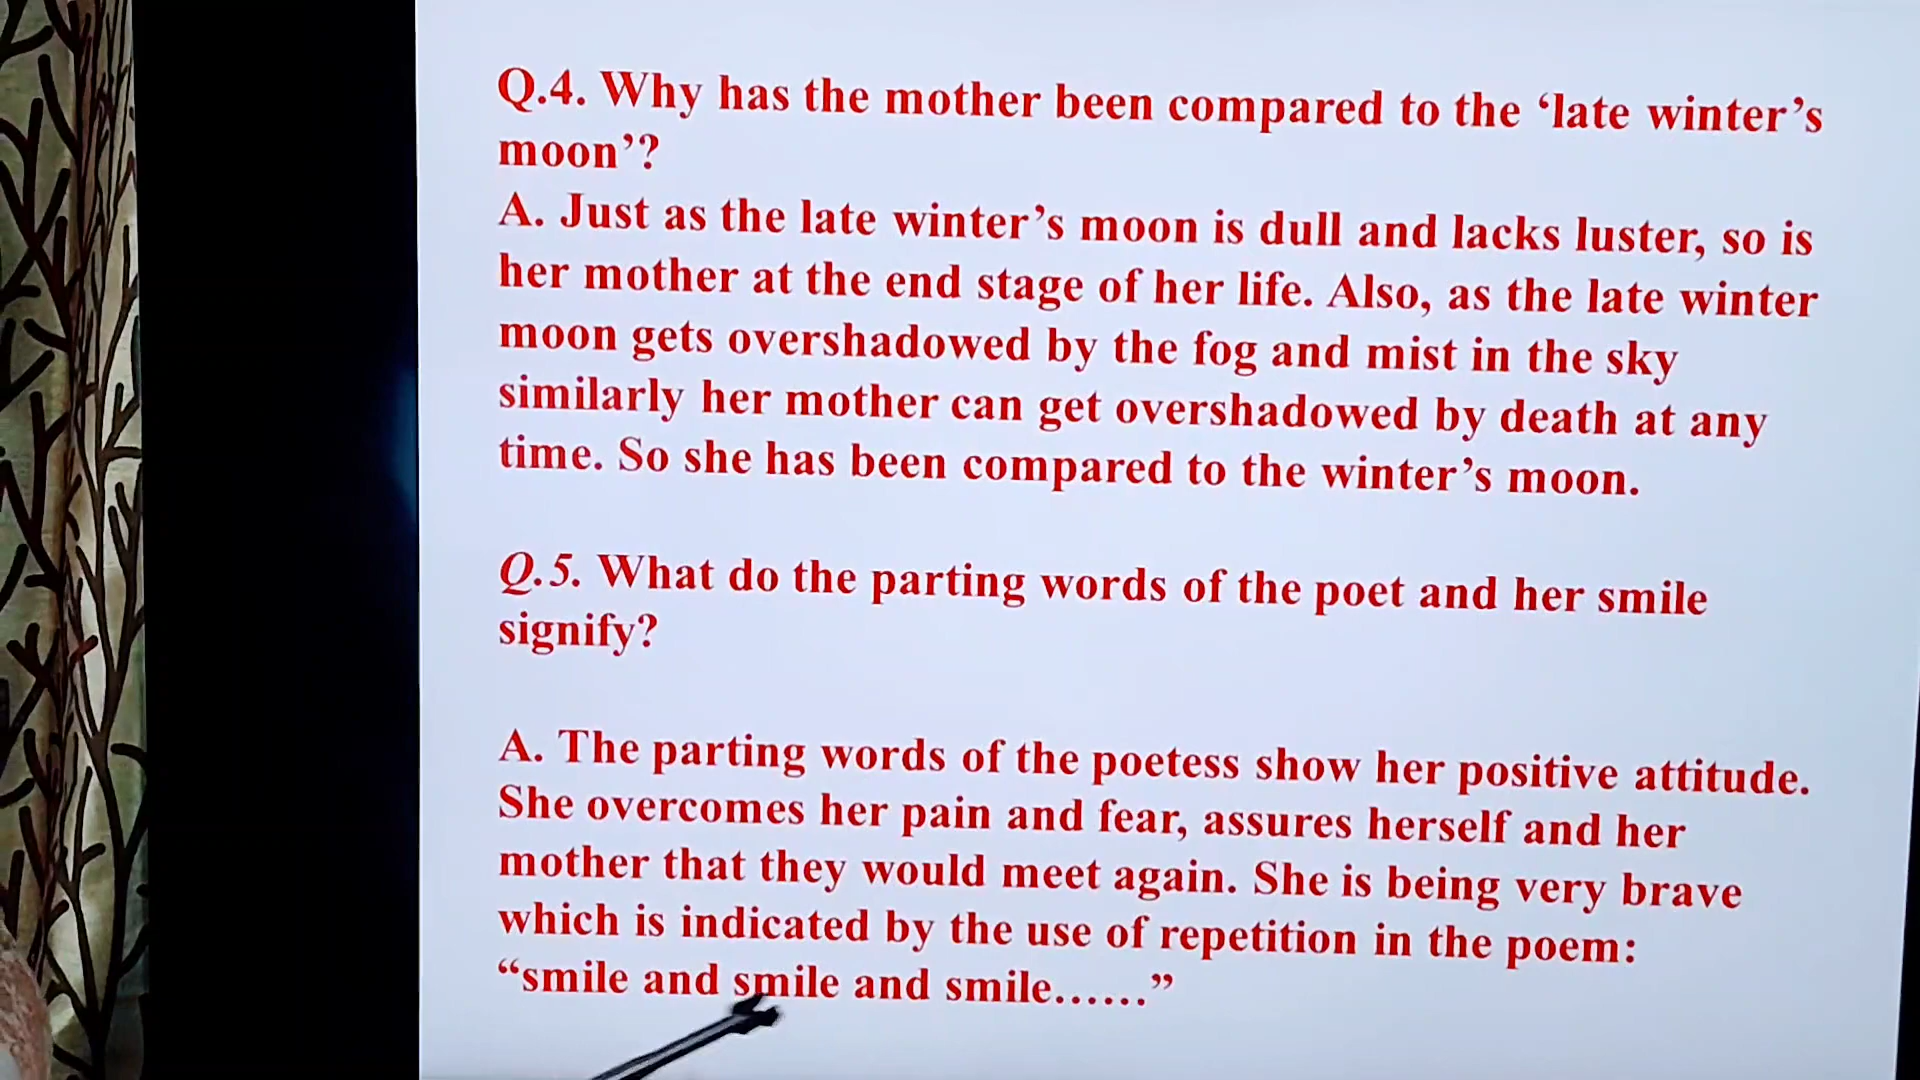 Q.4. Why has the mother been compared to the ‘late winter’s
moon’?
A. Just as the late winter’s moon is dull and lacks luster, so is
her mother at the end stage of her life. Also, as the late winter
moon gets overshadowed by the fog and mist in the sky
similarly her mother can get overshadowed by death at any
time. So she has been compared to the winter’s moon.
Q.5. What do the parting words of the poet and her smile
signify?
A. The parting words of the poetess show her positive attitude.
She overcomes her pain and fear, assures herself and her
mother that they would meet again. She is being very brave
which is indicated by the use of repetition in the poem:
“smile and smile and smile……”